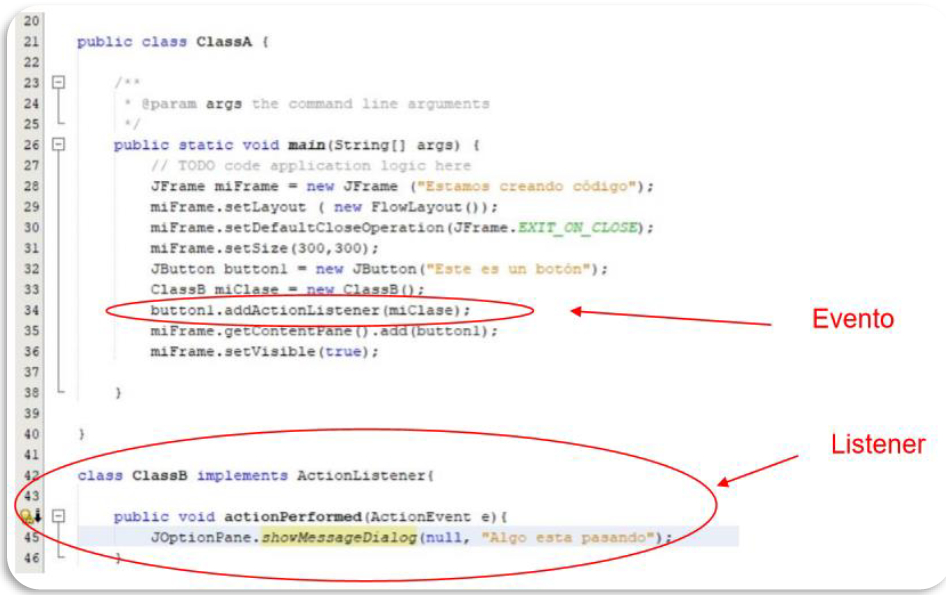 20
21 public class ClassA {
22
23 /**
24 * @param args the command line arguments
25 */
26 public static void main(String[] args) {
27 // TODO code application logic here
28 JFrame miFrame = new JFrame ("Estamos creando código");
29 miFrame.setLayout ( new FlowLayout());
30 miFrame.setDefaultCloseOperation(JFrame.EXIT_ON_CLOSE);
31 miFrame.setSize(300,300);
32 JButton button1 = new JButton("Este es un botón");
33 ClassB miClase = new ClassB();
34 button1.addActionListener(miClase);
Evento
35 miFrame.getContentPane().add(button1);
36 miFrame.setVisible(true);
37
38 }
39
40 }
41
Listener
42 class ClassB implements ActionListener{
43
public void actionPerformed(ActionEvent e){
45 JOptionPane.showMessageDialog(null, "Algo esta pasando");
46 }